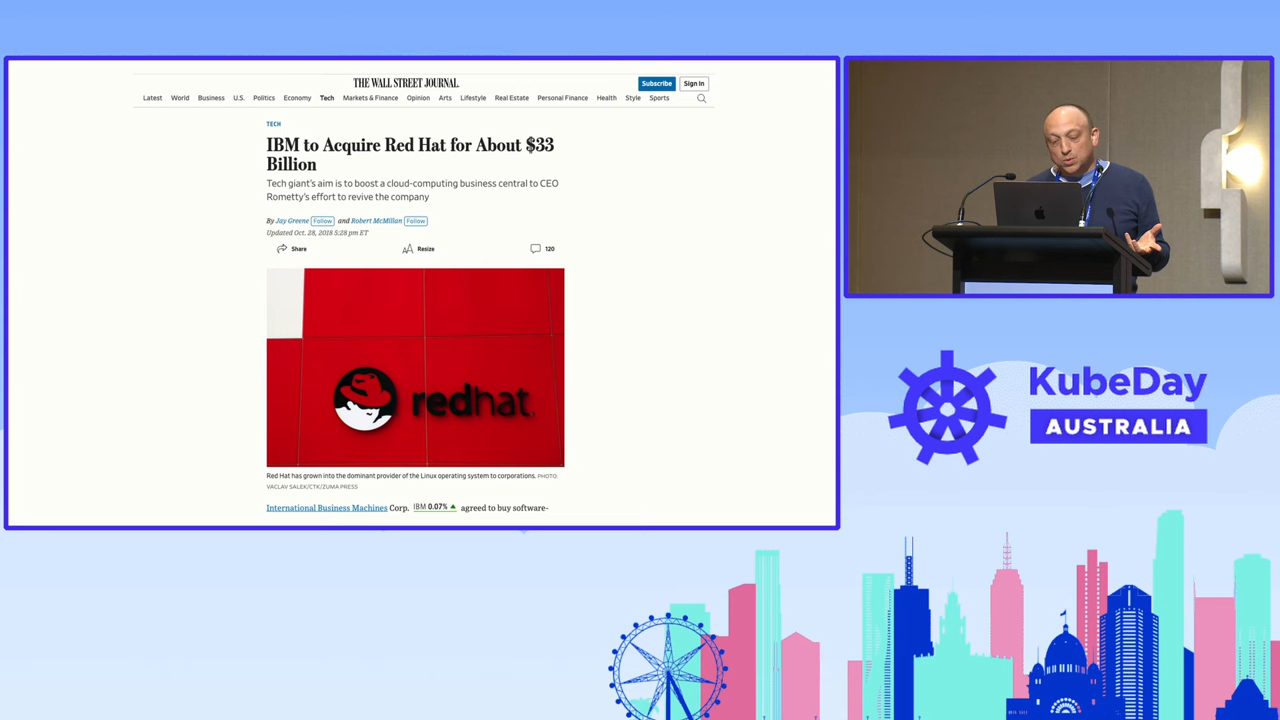 THE WALL STREET JOURNAL.
Subscribe
Sign In
Latest World Business U.S. Politics Economy Tech Markets & Finance Opinion Arts Lifestyle Real Estate Personal Finance Health Style Sports
TECH
IBM to Acquire Red Hat for About $33
Billion
Tech giant's aim is to boost a cloud-computing business central to CEO
Rometty's effort to revive the company
By Jay Greene Follow and Robert McMillan Follow
Updated Oct. 28, 2018 5:28 pm ET
Share
AA Resize
120
redhat.
Red Hat has grown into the dominant provider of the Linux operating system to corporations. PHOTO:
VACLAV SALEK/CTK/ZUMA PRESS
International Business Machines Corp. IBM 0.07% agreed to buy software-
KubeDay
AUSTRALIA